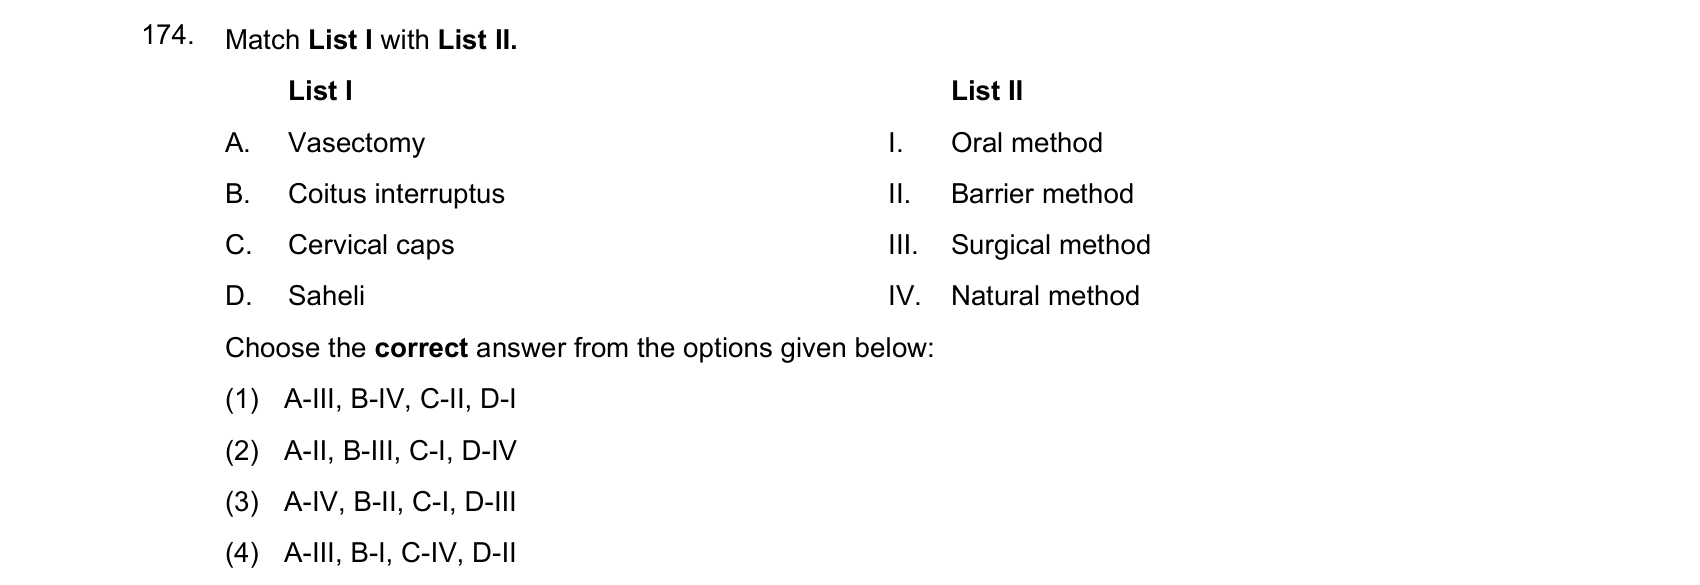 174. Match List I with List II.
List I List II
A. Vasectomy I. Oral method
B. Coitus interruptus II. Barrier method
C. Cervical caps III. Surgical method
D. Saheli IV. Natural method
Choose the correct answer from the options given below:
(1) A-III, B-IV, C-II, D-I
(2) A-II, B-III, C-I, D-IV
(3) A-IV, B-II, C-I, D-III
(4) A-III, B-I, C-IV, D-II